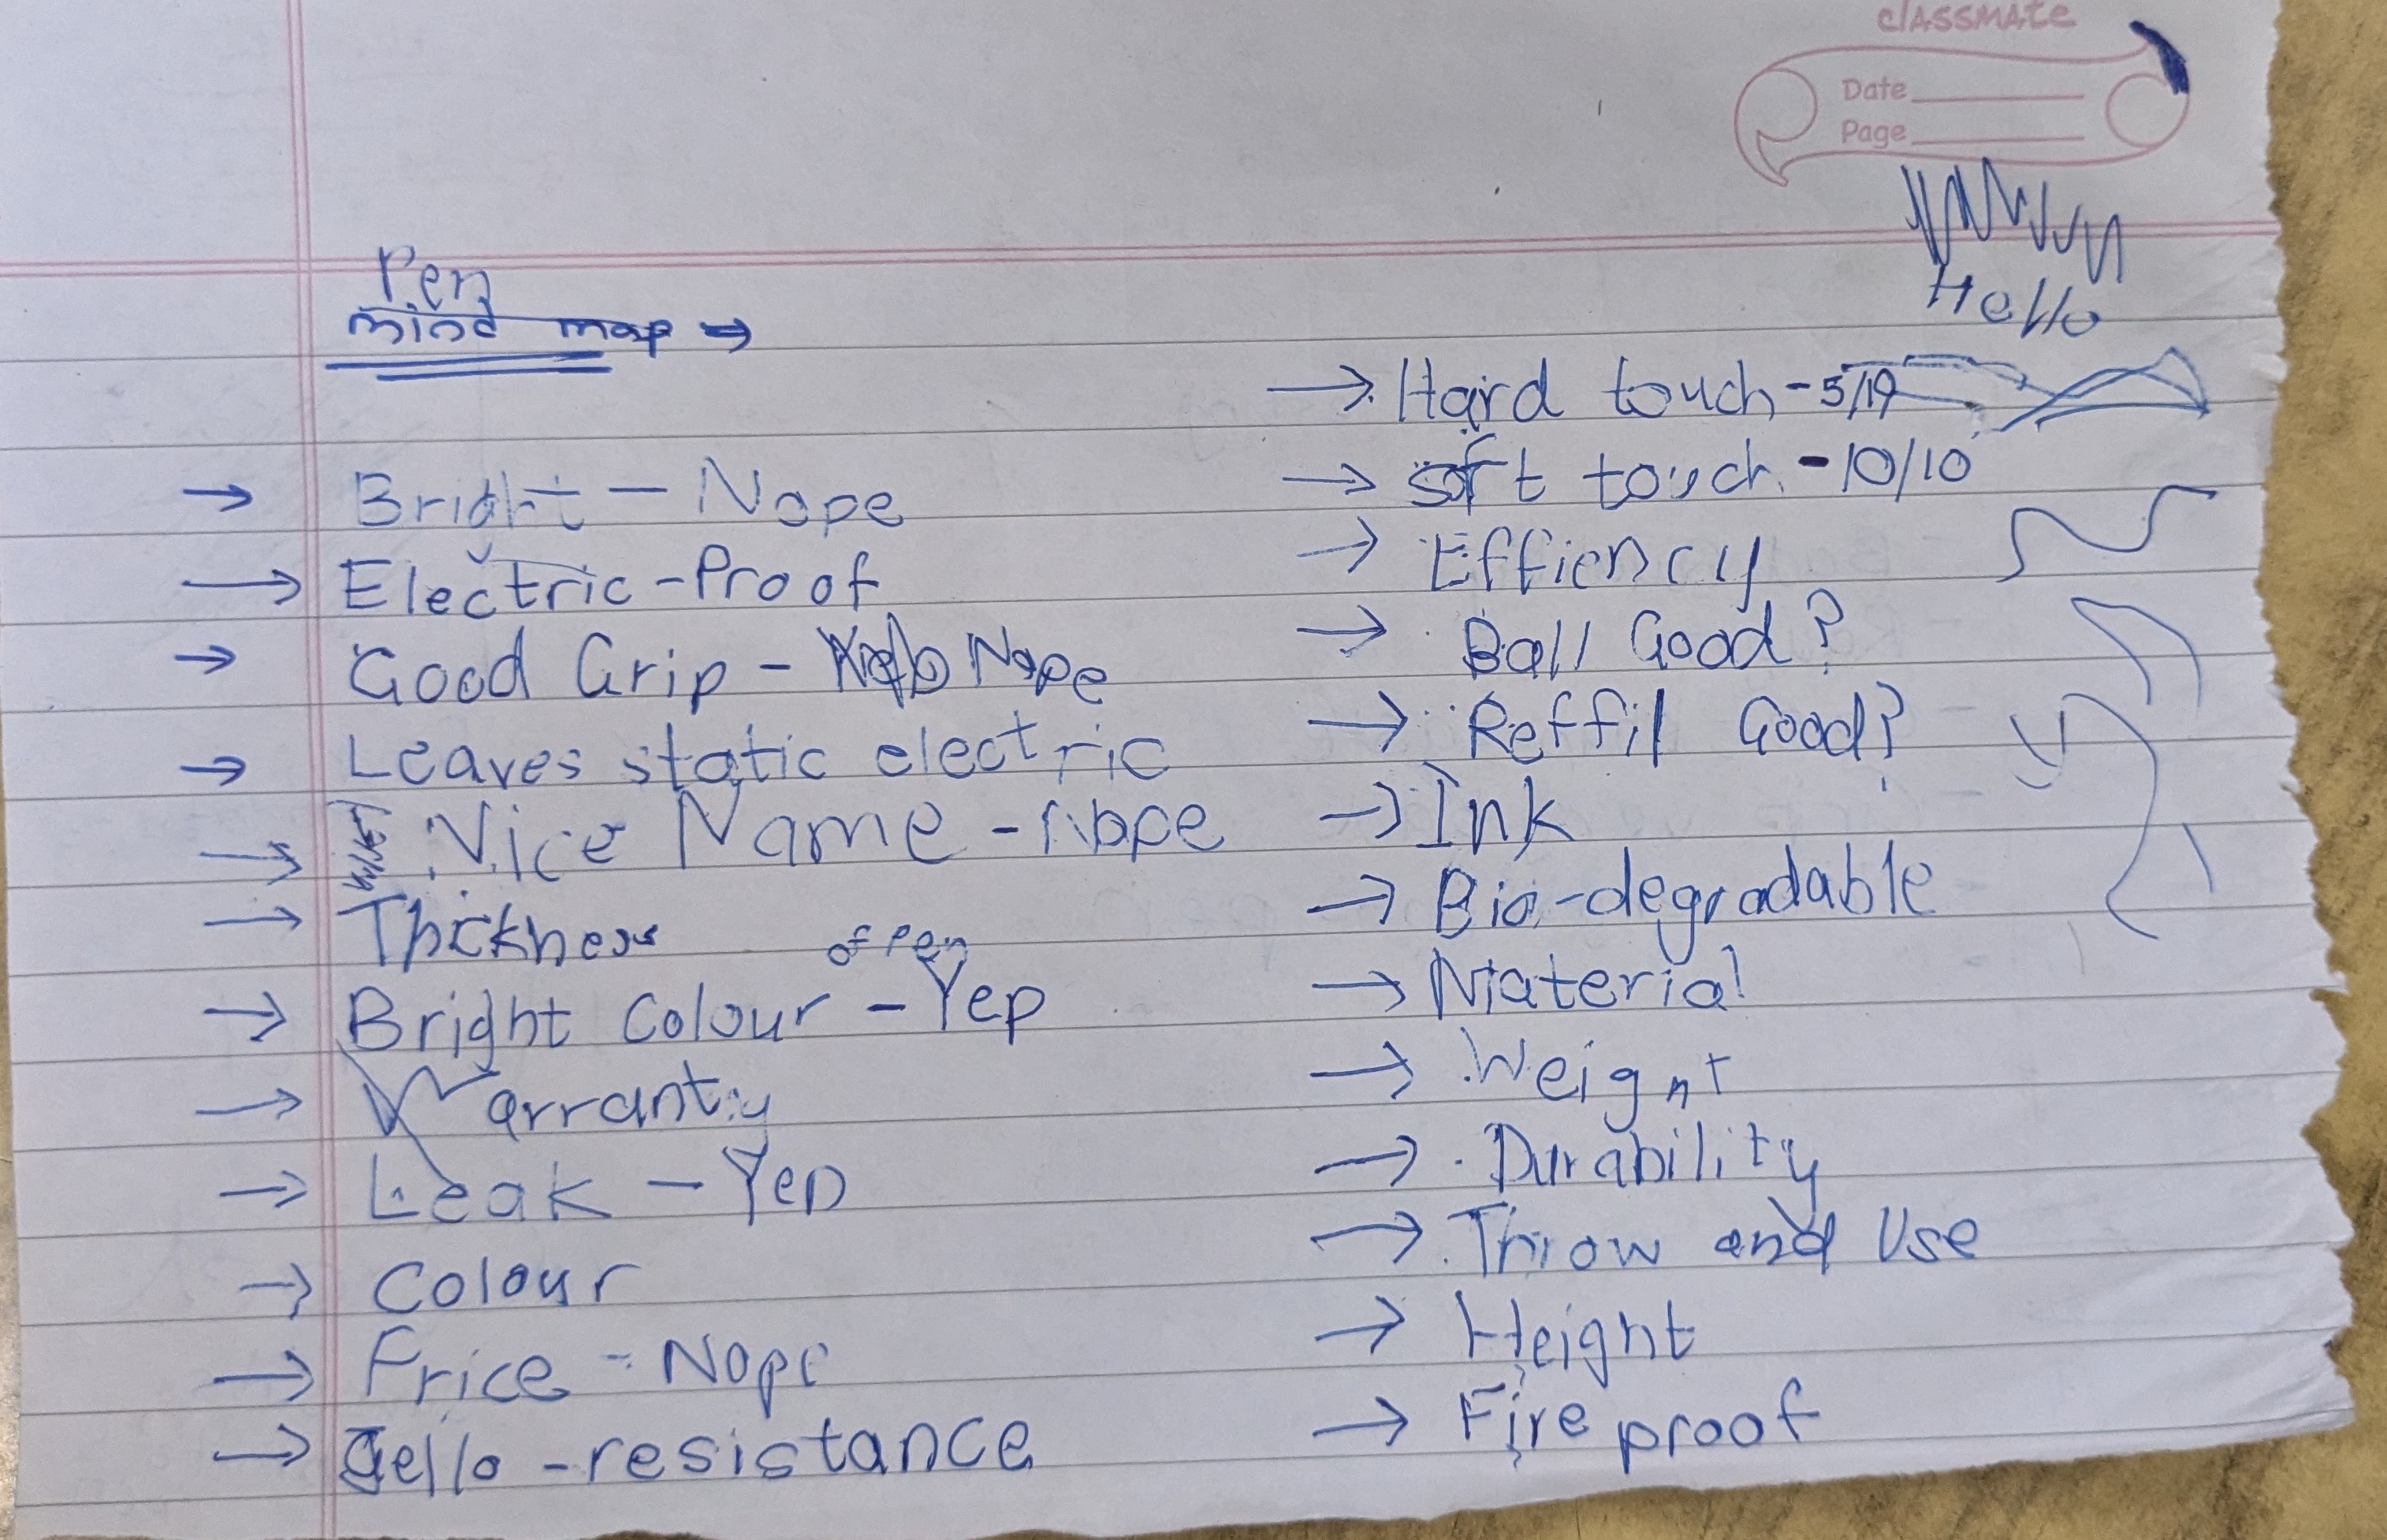 classmate
Date
Page
Hello
Pen
mind map →
→ Bright - Nope
→ Electric-Proof
→ Good Grip - Nope
→ Leaves static electric
→ Nice Name - Nope
→ Thickness
of Pen
→ Bright Colour - Yep
→ Warranty
→ Leak - Yep
→ Colour
→ Price - Nope
→ Jello-resistance
→ Hard touch - 5/19
→ Soft touch - 10/10
→ Effiency
→ Ball Good?
→ Reffil Good?
→ Ink
→ Bio-degradable
→ Material
→ Weight
→ Durability
→ Throw and Use
→ Height
→ Fire proof